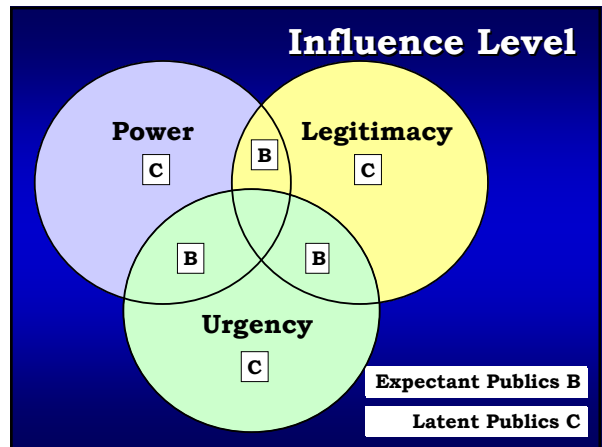 Influence Level
Power
Legitimacy
B
C
C
B
B
Urgency
C
Expectant Publics B
Latent Publics C